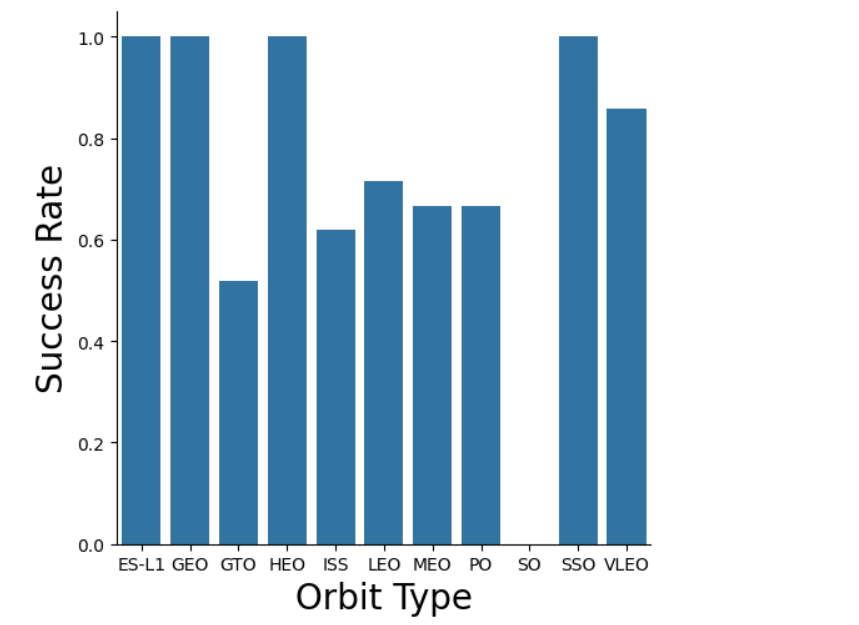 1.0
0.8
0.6
0.4
0.2
0.0
Success Rate
ES-L1 GEO GTO HEO ISS LEO MEO PO SO SSO VLEO
Orbit Type